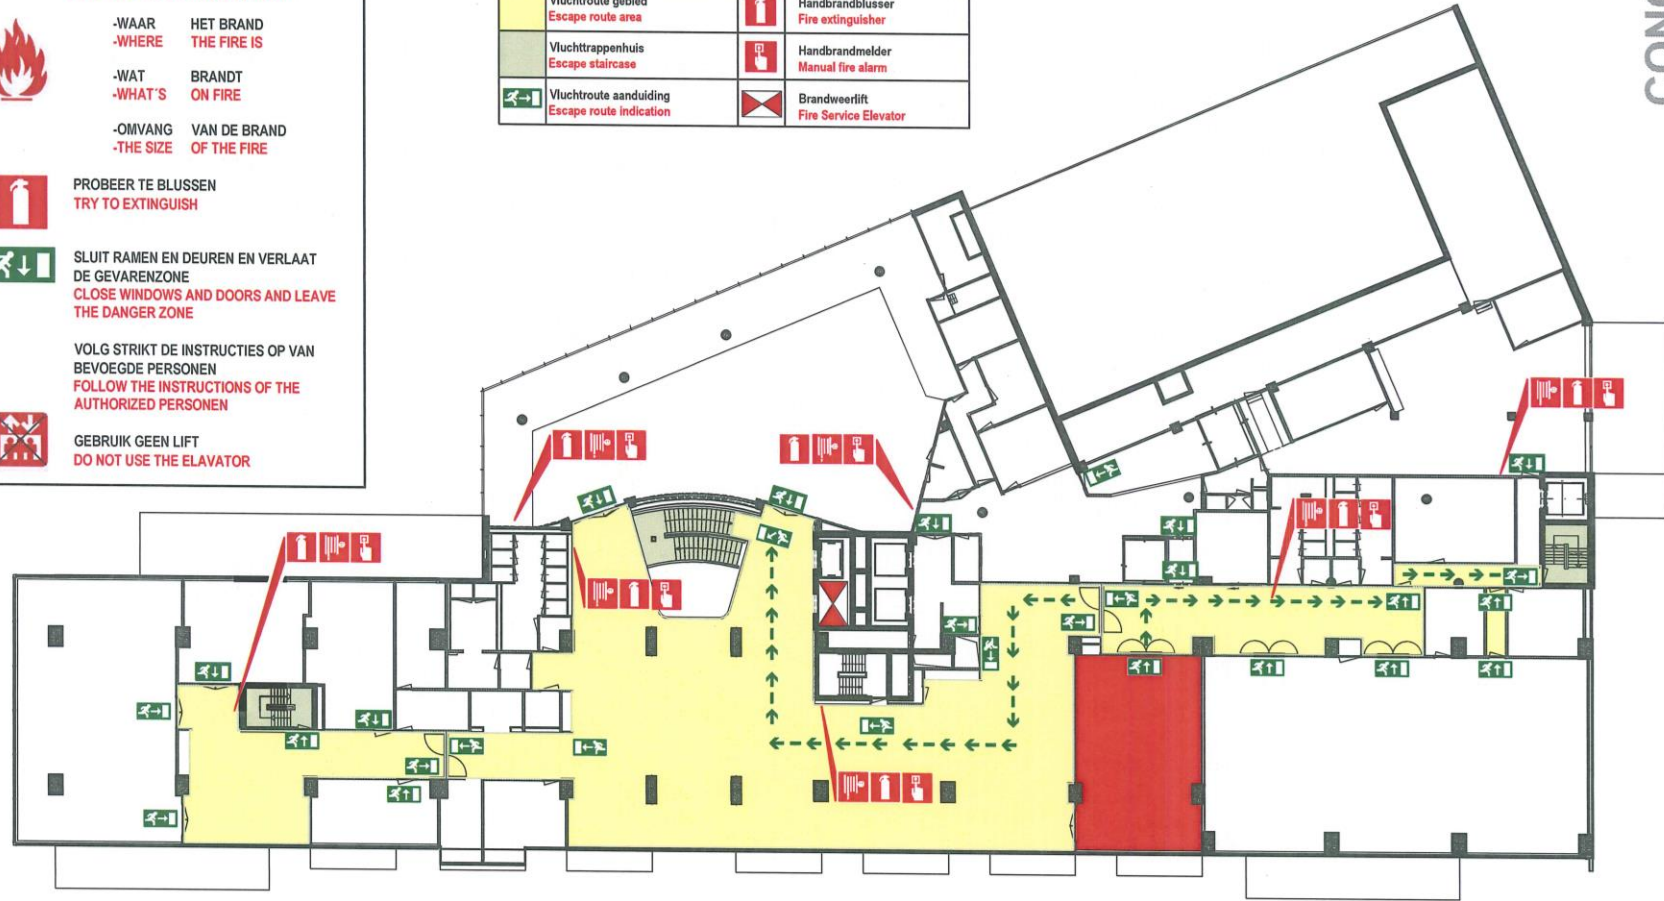 -WAAR HET BRAND
-WHERE THE FIRE IS
-WAT BRANDT
-WHAT'S ON FIRE
-OMVANG VAN DE BRAND
-THE SIZE OF THE FIRE
PROBEER TE BLUSSEN
TRY TO EXTINGUISH
SLUIT RAMEN EN DEUREN EN VERLAAT
DE GEVARENZONE
CLOSE WINDOWS AND DOORS AND LEAVE
THE DANGER ZONE
VOLG STRIKT DE INSTRUCTIES OP VAN
BEVOEGDE PERSONEN
FOLLOW THE INSTRUCTIONS OF THE
AUTHORIZED PERSONEN
GEBRUIK GEEN LIFT
DO NOT USE THE ELAVATOR
Vluchtroute gebied
Escape route area
Handbrandblusser
Fire extinguisher
Vluchttrappenhuis
Escape staircase
Handbrandmelder
Manual fire alarm
Vluchtroute aanduiding
Escape route indication
Brandweerlift
Fire Service Elevator